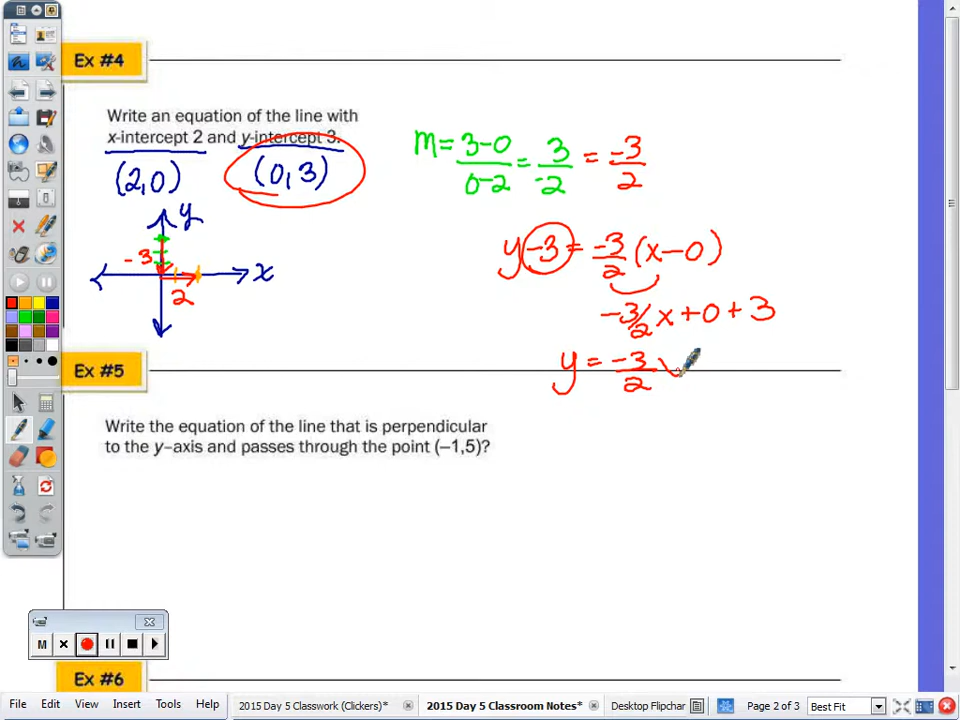 Ex #4
Write an equation of the line with
x-intercept 2 and y-intercept 3.
(2,0) (0,3)
m = 3-0/0-2 = 3/-2 = -3/2
y
x
-3
2
y - 3 = -3/2 (x - 0)
-3/2 x + 0 + 3
y = -3/2
Ex #5
Write the equation of the line that is perpendicular
to the y–axis and passes through the point (–1,5)?
M x
Ex #6
File Edit View Insert Tools Help 2015 Day 5 Classwork (Clickers)* 2015 Day 5 Classroom Notes* Desktop Flipchar Page 2 of 3 Best Fit